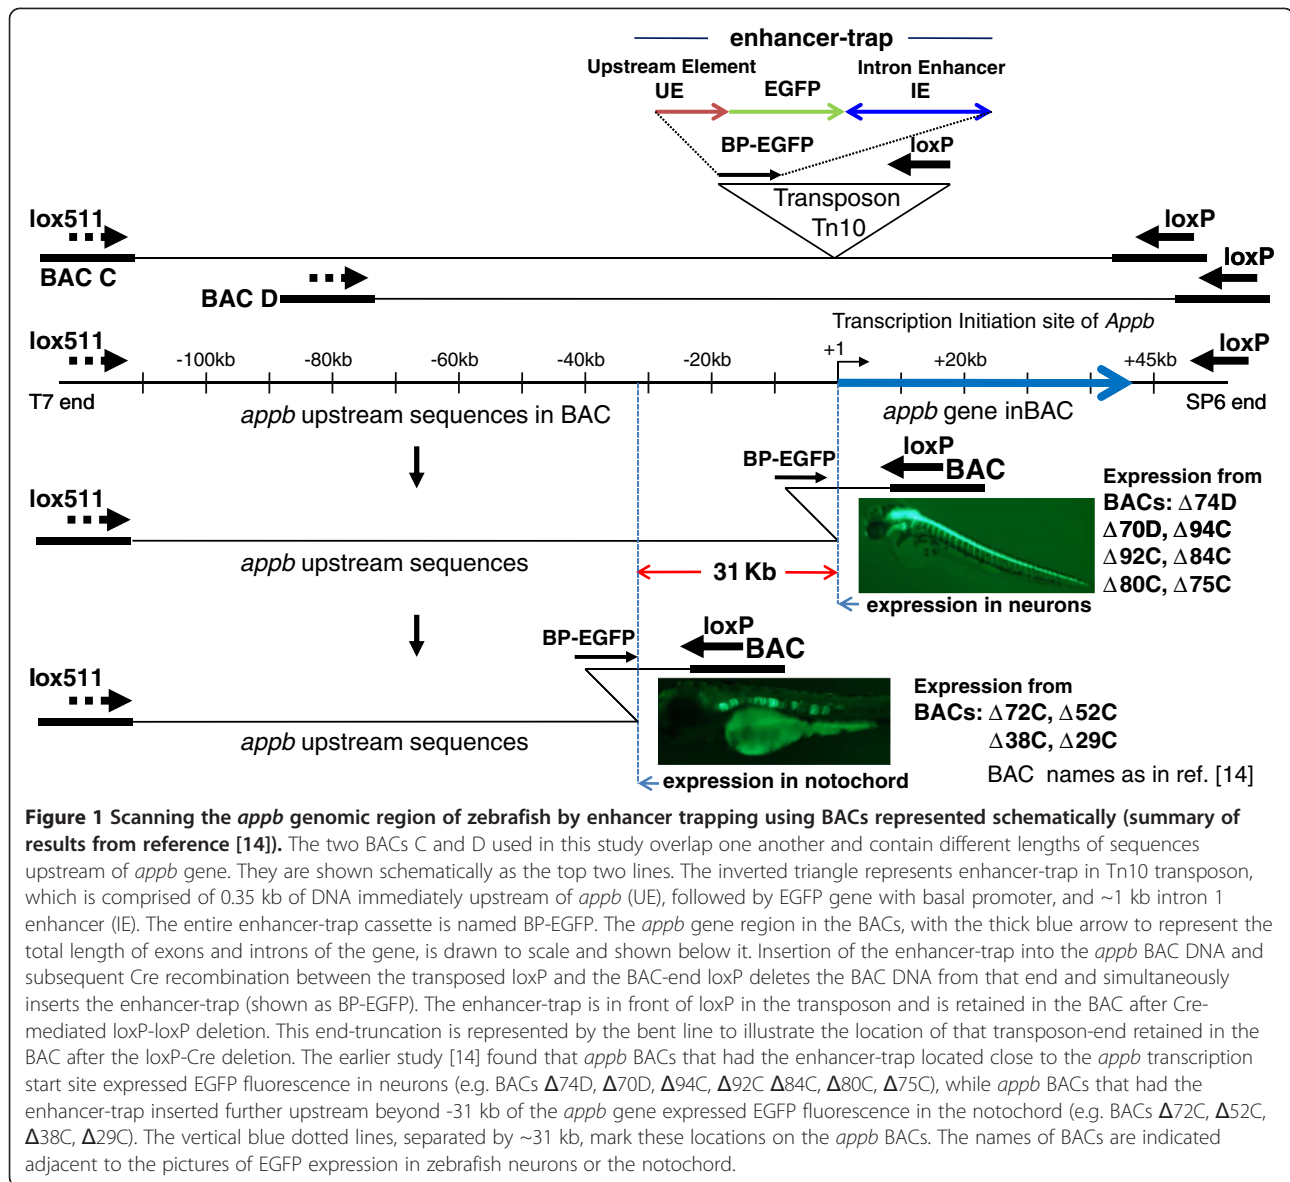 enhancer-trap
Upstream Element EGFP Intron Enhancer
UE IE
BP-EGFP loxP
Transposon
Tn10
lox511 loxP
BAC C
BAC D loxP
Transcription Initiation site of Appb
lox511 -100kb -80kb -60kb -40kb -20kb +1 +20kb +45kb loxP
T7 end appb upstream sequences in BAC appb gene inBAC SP6 end
BP-EGFP loxP BAC
lox511
appb upstream sequences
Expression from
BACs: Δ74D
Δ70D, Δ94C
Δ92C, Δ84C
Δ80C, Δ75C
31 Kb
expression in neurons
BP-EGFP loxP BAC
lox511
appb upstream sequences
Expression from
BACs: Δ72C, Δ52C
Δ38C, Δ29C
BAC names as in ref. [14]
expression in notochord
Figure 1 Scanning the appb genomic region of zebrafish by enhancer trapping using BACs represented schematically (summary of
results from reference [14]). The two BACs C and D used in this study overlap one another and contain different lengths of sequences
upstream of appb gene. They are shown schematically as the top two lines. The inverted triangle represents enhancer-trap in Tn10 transposon,
which is comprised of 0.35 kb of DNA immediately upstream of appb (UE), followed by EGFP gene with basal promoter, and ~1 kb intron 1
enhancer (IE). The entire enhancer-trap cassette is named BP-EGFP. The appb gene region in the BACs, with the thick blue arrow to represent the
total length of exons and introns of the gene, is drawn to scale and shown below it. Insertion of the enhancer-trap into the appb BAC DNA and
subsequent Cre recombination between the transposed loxP and the BAC-end loxP deletes the BAC DNA from that end and simultaneously
inserts the enhancer-trap (shown as BP-EGFP). The enhancer-trap is in front of loxP in the transposon and is retained in the BAC after Cre-
mediated loxP-loxP deletion. This end-truncation is represented by the bent line to illustrate the location of that transposon-end retained in the
BAC after the loxP-Cre deletion. The earlier study [14] found that appb BACs that had the enhancer-trap located close to the appb transcription
start site expressed EGFP fluorescence in neurons (e.g. BACs Δ74D, Δ70D, Δ94C, Δ92C Δ84C, Δ80C, Δ75C), while appb BACs that had the
enhancer-trap inserted further upstream beyond -31 kb of the appb gene expressed EGFP fluorescence in the notochord (e.g. BACs Δ72C, Δ52C,
Δ38C, Δ29C). The vertical blue dotted lines, separated by ~31 kb, mark these locations on the appb BACs. The names of BACs are indicated
adjacent to the pictures of EGFP expression in zebrafish neurons or the notochord.